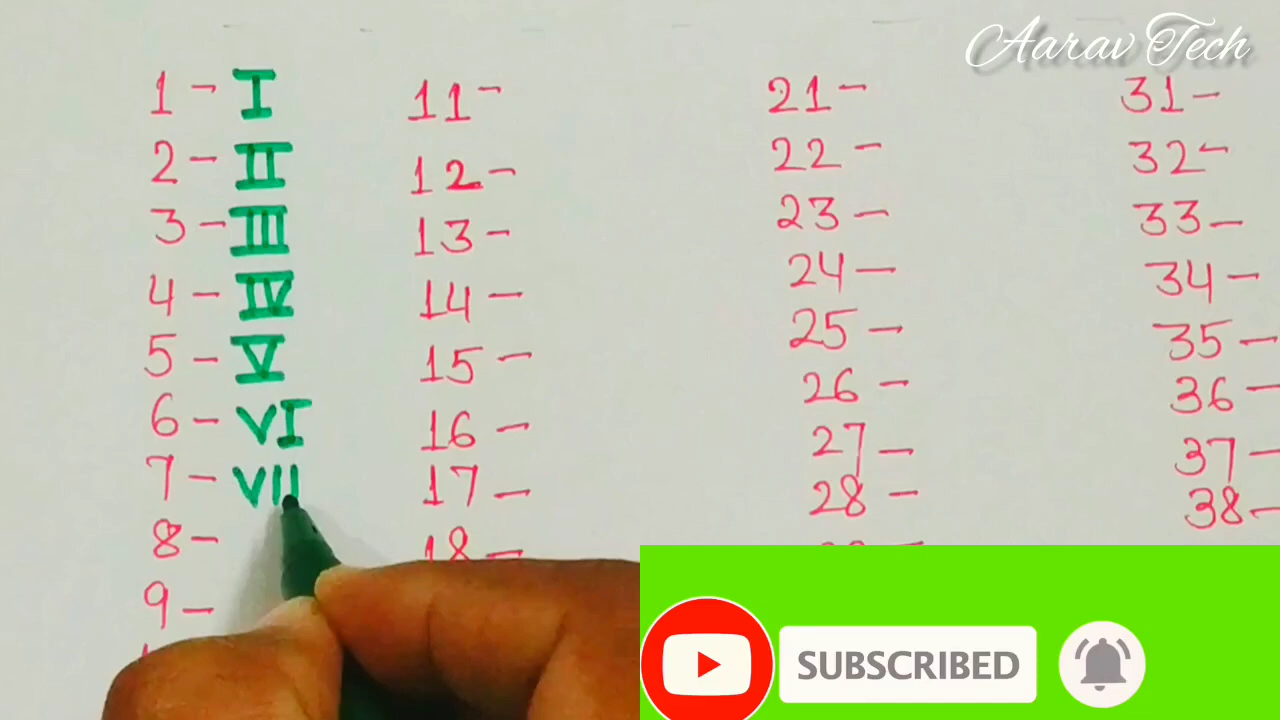 Aarav Tech
1 - I
2 - II
3 - III
4 - IV
5 - V
6 - VI
7 - VII
8 -
9 -
11 -
12 -
13 -
14 -
15 -
16 -
17 -
18 -
21 -
22 -
23 -
24 -
25 -
26 -
27 -
28 -
31 -
32 -
33 -
34 -
35 -
36 -
37 -
38 -
SUBSCRIBED